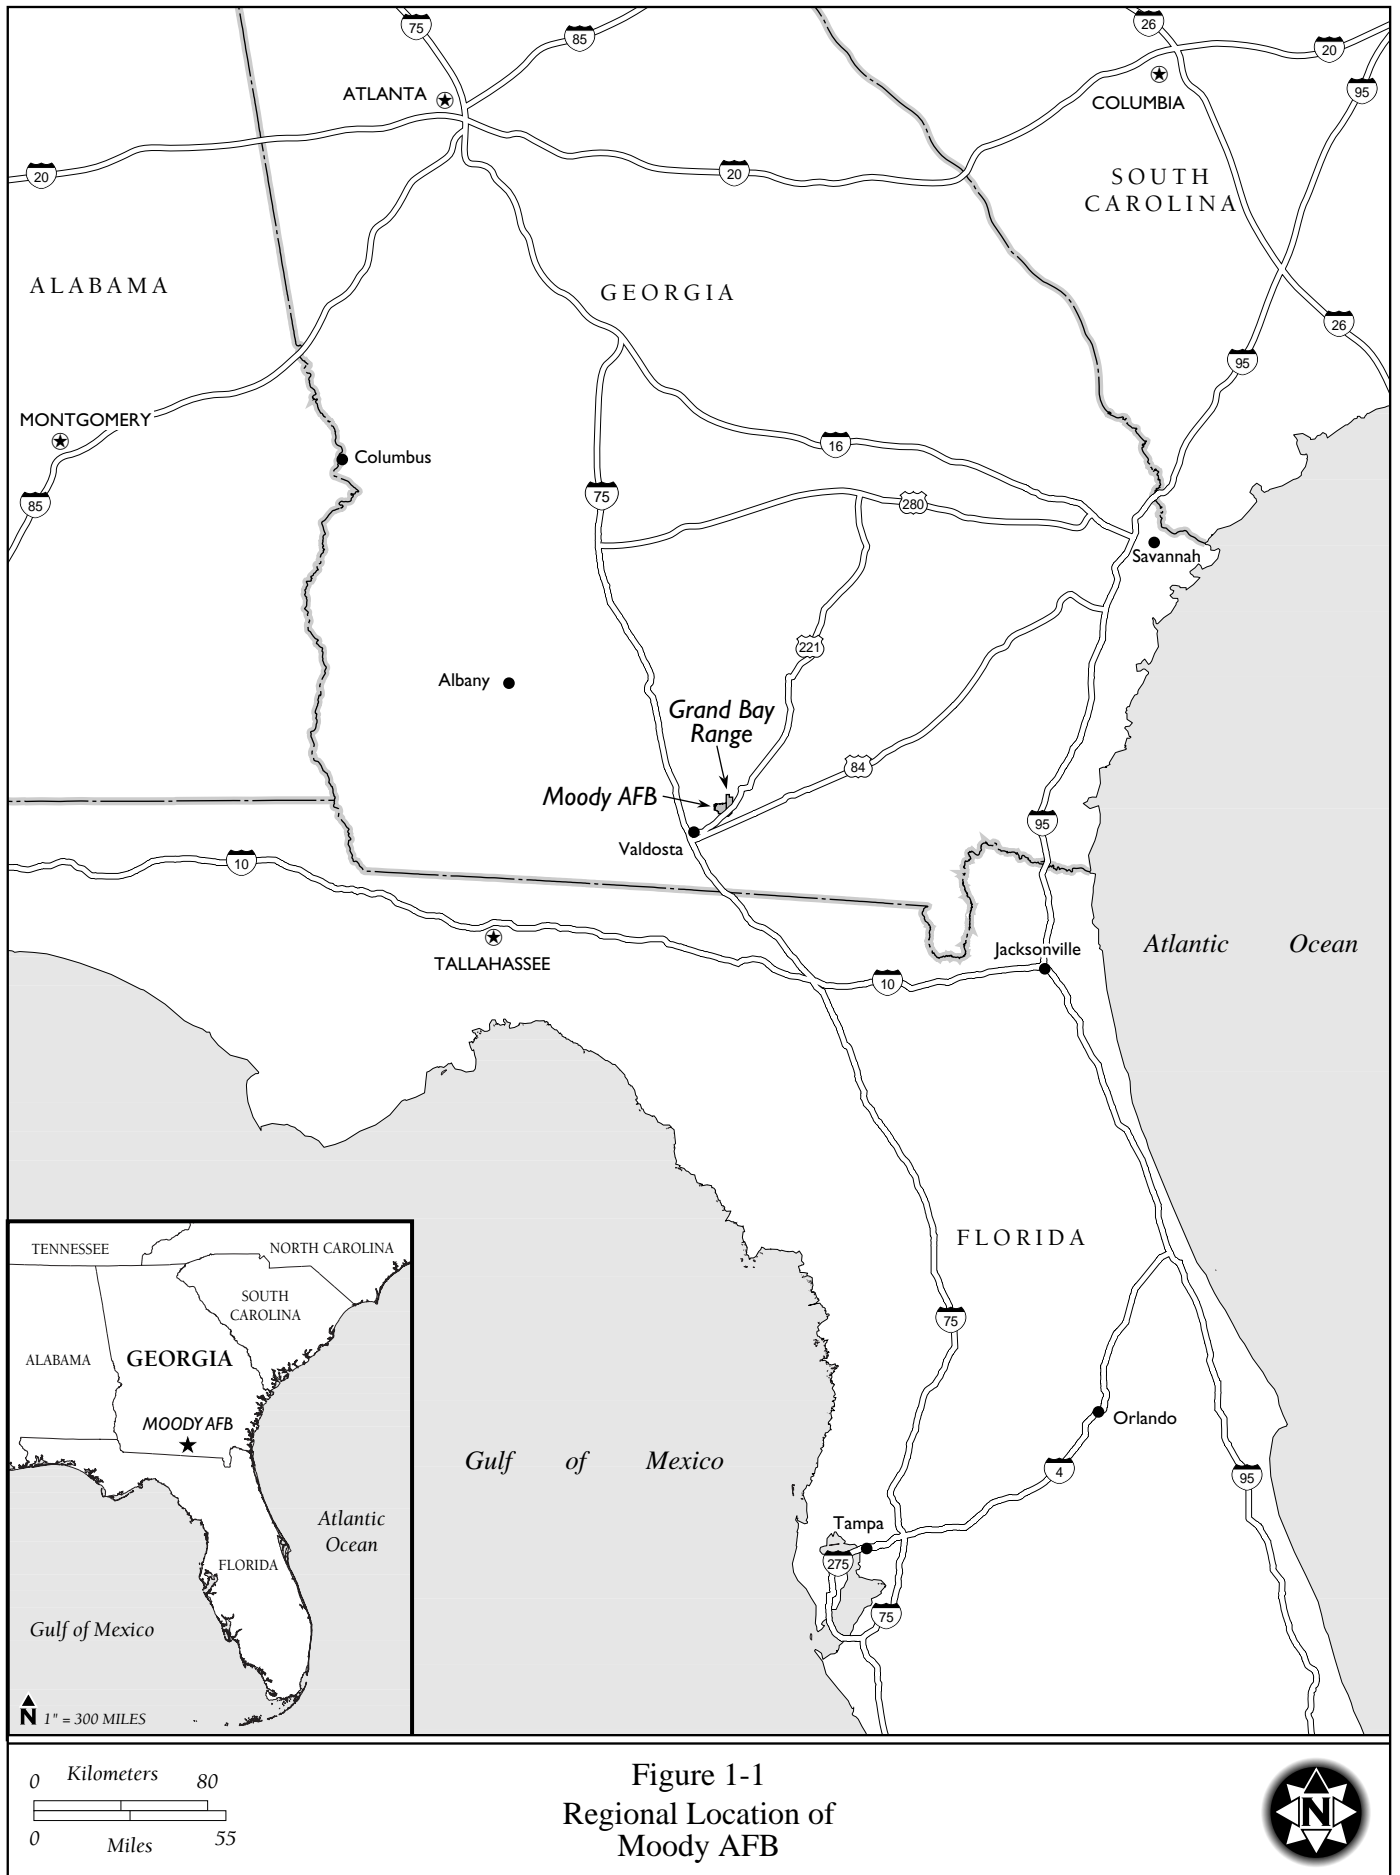 75
85
26
20
95
ATLANTA
COLUMBIA
20
20
SOUTH
CAROLINA
ALABAMA
GEORGIA
26
95
MONTGOMERY
16
Columbus
75
280
85
Savannah
221
Albany
Grand Bay
Range
84
Moody AFB
95
Valdosta
10
Jacksonville
Atlantic Ocean
TALLAHASSEE
10
FLORIDA
75
Orlando
Gulf of Mexico
4
95
Tampa
275
75
TENNESSEE
NORTH CAROLINA
SOUTH
CAROLINA
ALABAMA
GEORGIA
MOODY AFB
Atlantic
Ocean
FLORIDA
Gulf of Mexico
N
1" = 300 MILES
0 Kilometers 80
0 Miles 55
Figure 1-1
Regional Location of
Moody AFB
N